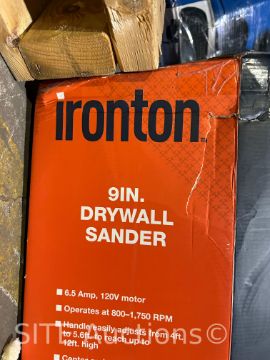 ironton
9IN.
DRYWALL
SANDER
6.5 Amp, 120V motor
Operates at 800–1,750 RPM
Handle easily adjusts from 4ft.
to 5.6ft. to reach up to
12ft. high